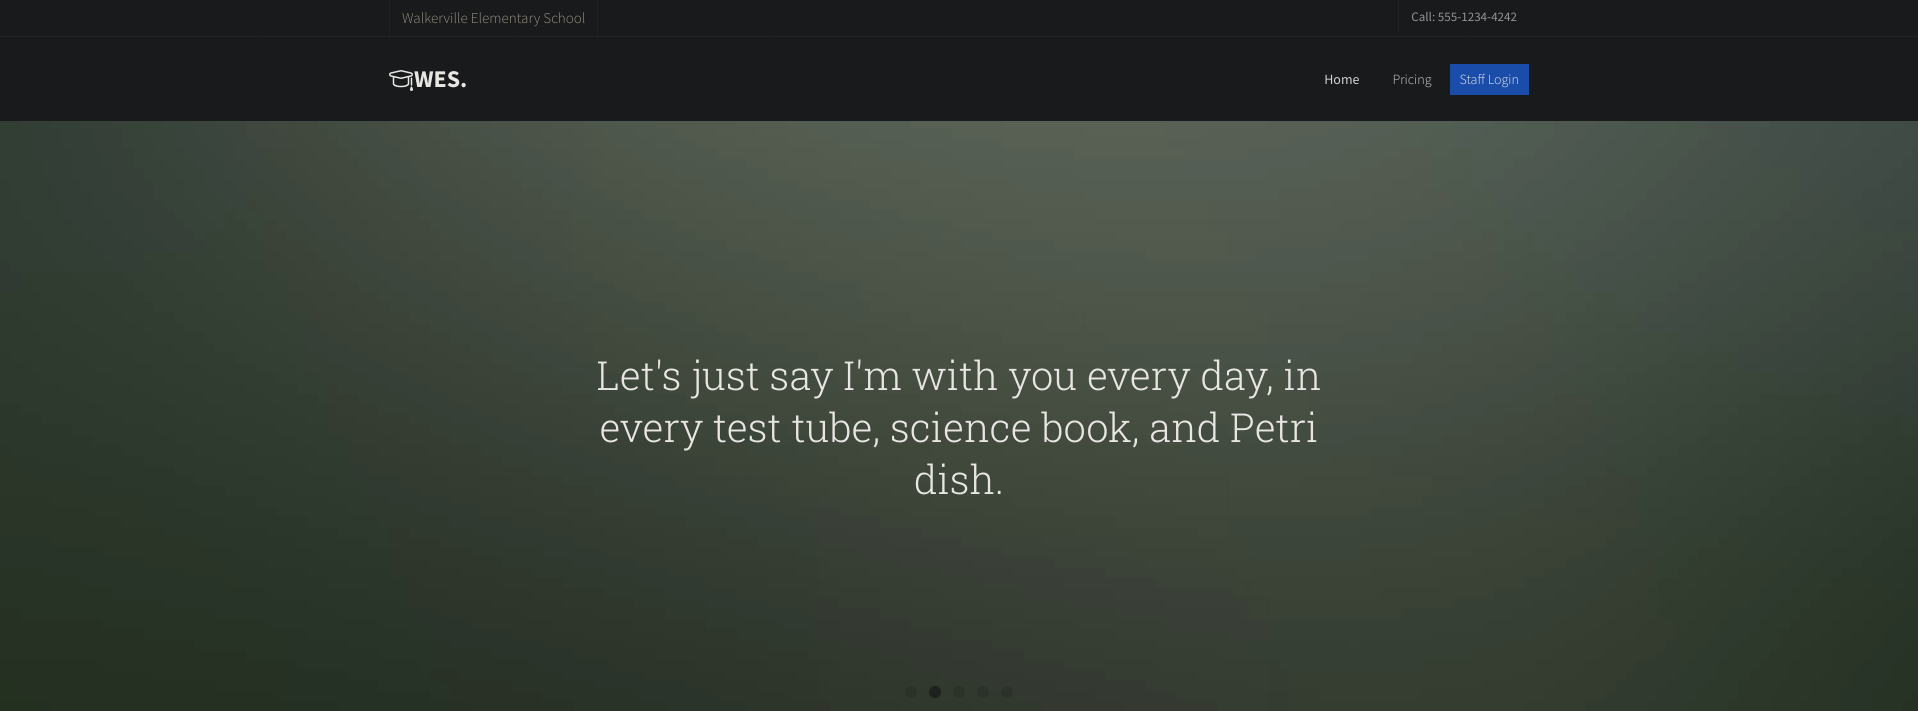 Walkerville Elementary School
Call: 555-1234-4242
WES.
Home
Pricing
Staff Login
Let's just say I'm with you every day, in
every test tube, science book, and Petri
dish.